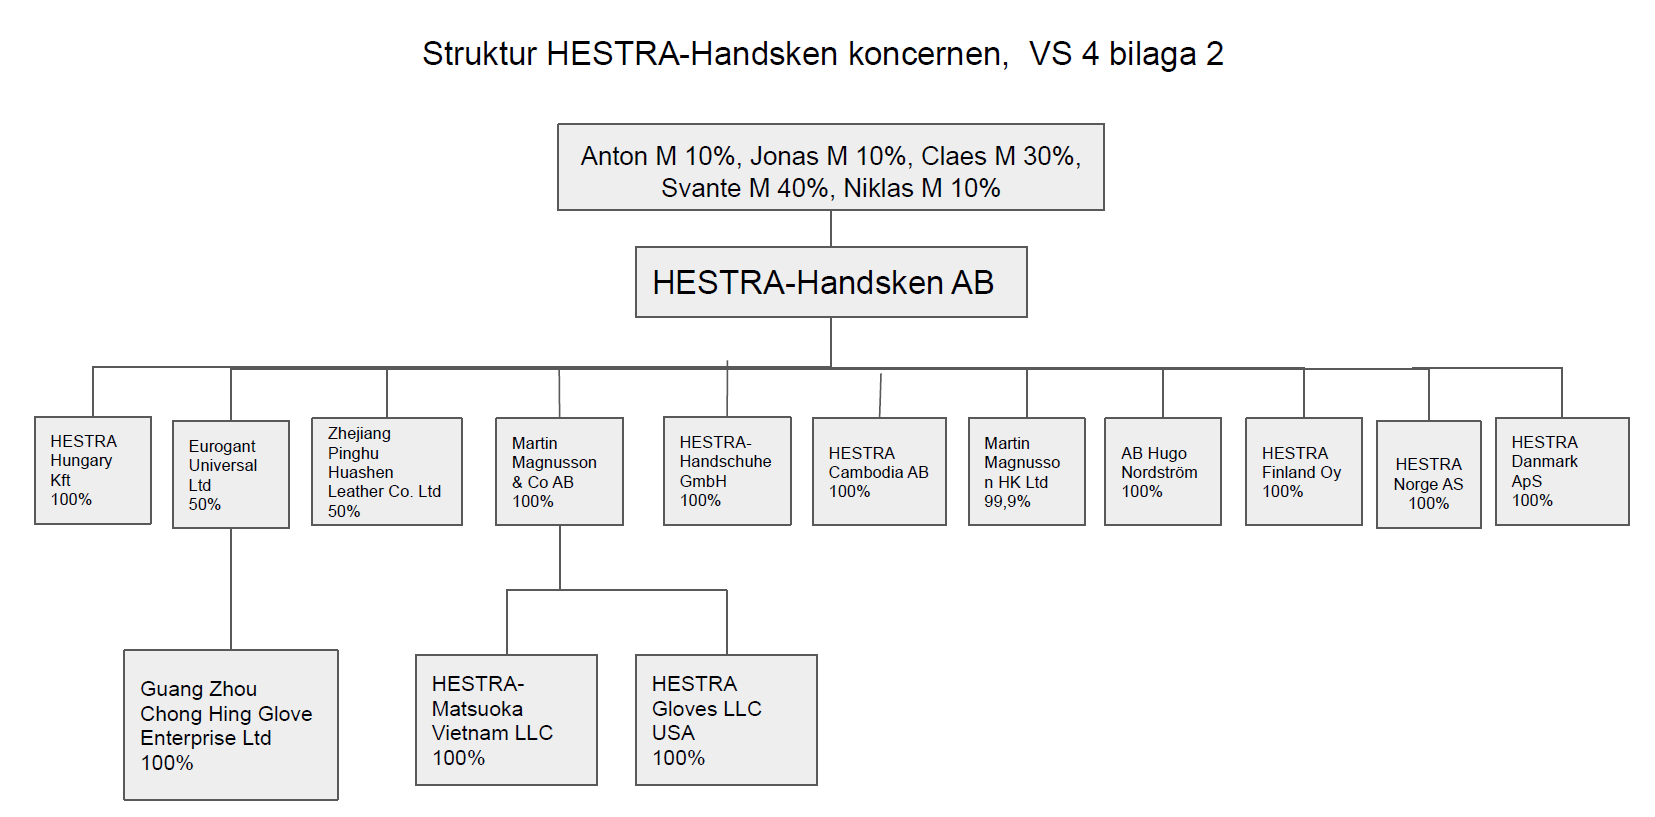 Struktur HESTRA-Handsken koncernen,  VS 4 bilaga 2
Anton M 10%, Jonas M 10%, Claes M 30%,
Svante M 40%, Niklas M 10%
HESTRA-Handsken AB
HESTRA
Hungary
Kft
100%
Eurogant
Universal
Ltd
50%
Zhejiang
Pinghu
Huashen
Leather Co. Ltd
50%
Martin
Magnusson
& Co AB
100%
HESTRA-
Handschuhe
GmbH
100%
HESTRA
Cambodia AB
100%
Martin
Magnusso
n HK Ltd
99,9%
AB Hugo
Nordström
100%
HESTRA
Finland Oy
100%
HESTRA
Norge AS
100%
HESTRA
Danmark
ApS
100%
Guang Zhou
Chong Hing Glove
Enterprise Ltd
100%
HESTRA-
Matsuoka
Vietnam LLC
100%
HESTRA
Gloves LLC
USA
100%